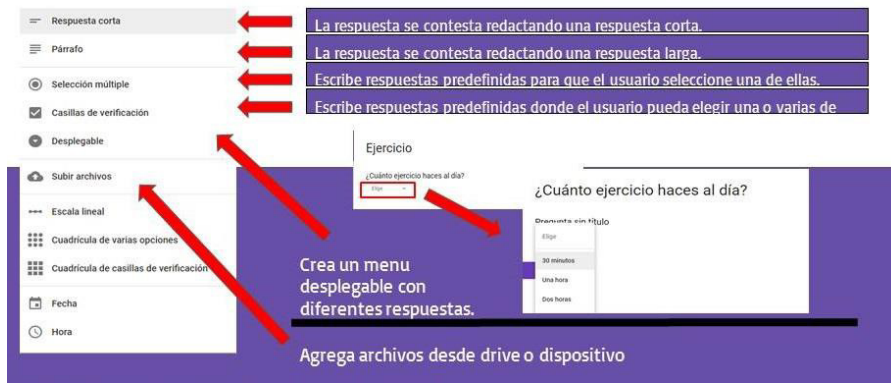 Respuesta corta
Párrafo
Selección múltiple
Casillas de verificación
Desplegable
Subir archivos
Escala lineal
Cuadrícula de varias opciones
Cuadrícula de casillas de verificación
Fecha
Hora
La respuesta se contesta redactando una respuesta corta.
La respuesta se contesta redactando una respuesta larga.
Escribe respuestas predefinidas para que el usuario seleccione una de ellas.
Escribe respuestas predefinidas donde el usuario pueda elegir una o varias de
Ejercicio
¿Cuánto ejercicio haces al día?
Elige
¿Cuánto ejercicio haces al día?
Pregunta sin título
Elige
30 minutos
Una hora
Dos horas
Crea un menu
desplegable con
diferentes respuestas.
Agrega archivos desde drive o dispositivo